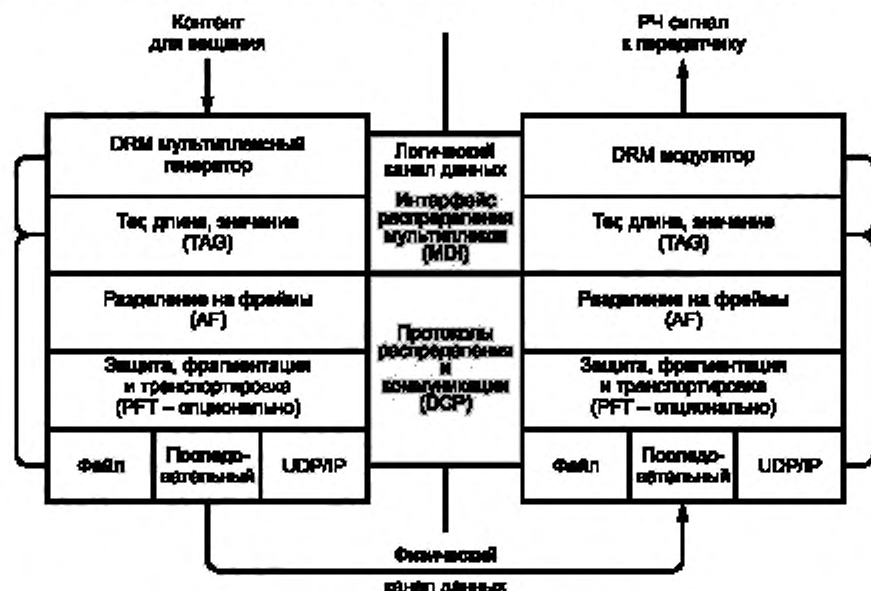 Контент
для вещания
РЧ сигнал
к передатчику
DRM мультиплексный
генератор
Тег, длина, значение
(TAG)
Разделение на фреймы
(AF)
Защита, фрагментация
и транспортировка
(PFT – опционально)
Файл
Последо-
вательный
UDP/IP
Логический
канал данных
Интерфейс
распределения
мультиплексов
(MDI)
Протоколы
распределения
и
коммуникации
(DCP)
DRM модулятор
Тег, длина, значение
(TAG)
Разделение на фреймы
(AF)
Защита, фрагментация
и транспортировка
(PFT – опционально)
Файл
Последо-
вательный
UDP/IP
Физический
канал данных